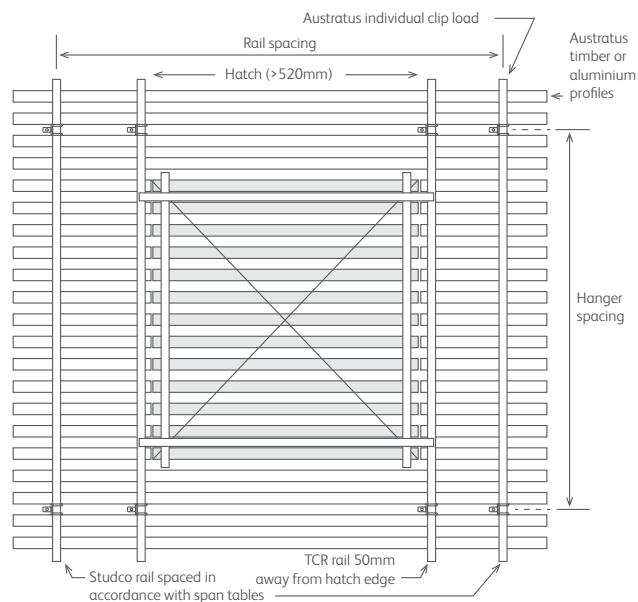 Austratus individual clip load
Rail spacing
Austratus
timber or
aluminium
profiles
Hatch (>520mm)
Hanger
spacing
TCR rail 50mm
away from hatch edge
Studco rail spaced in
accordance with span tables